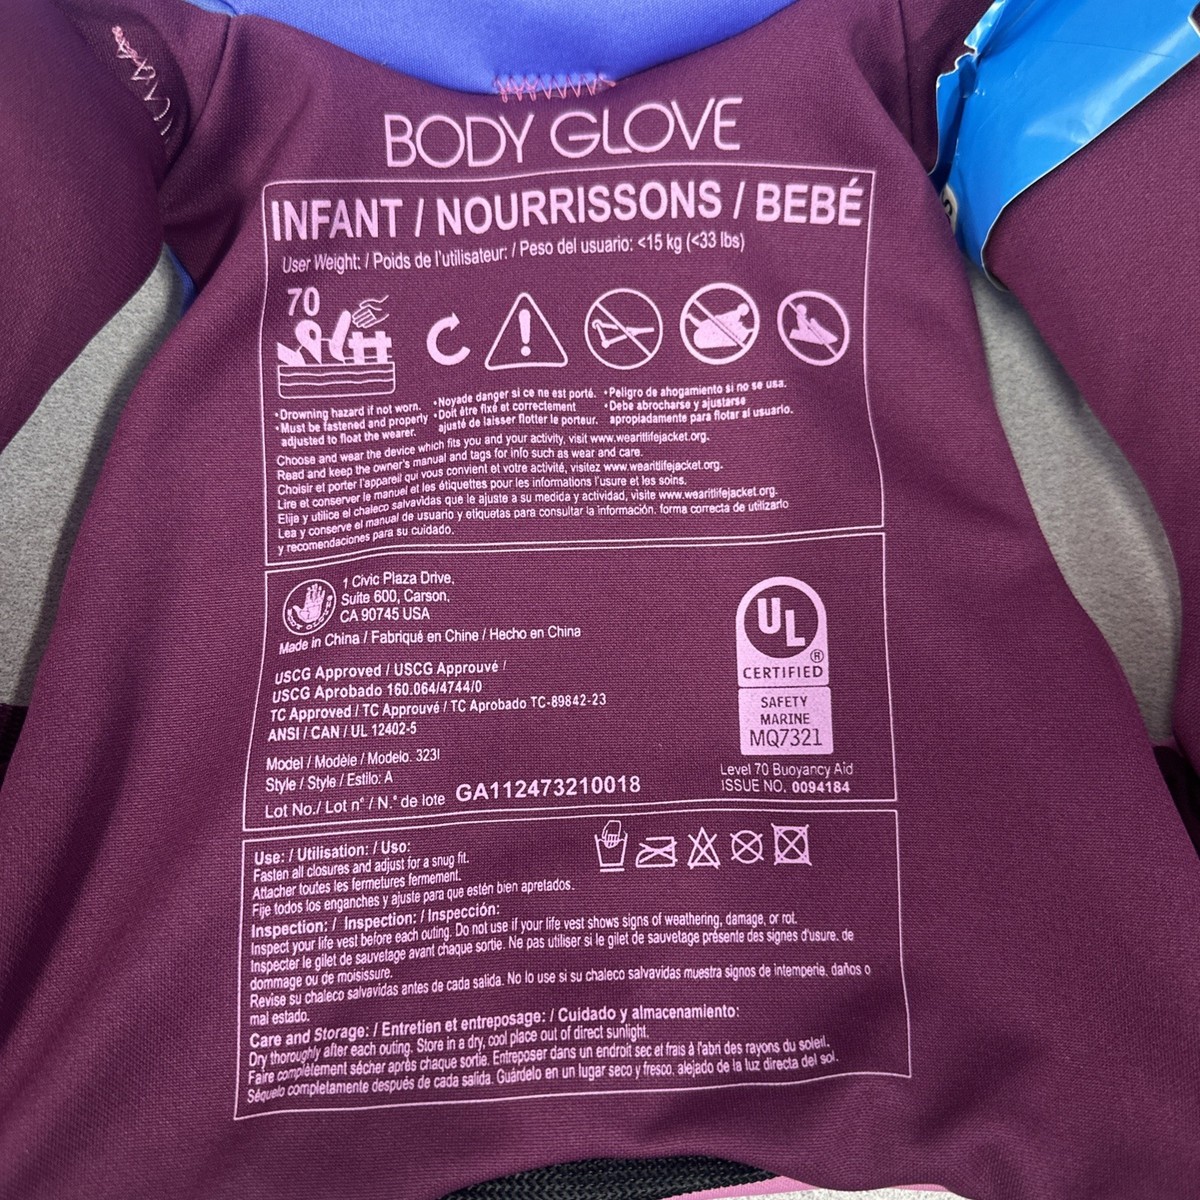 BODY GLOVE
INFANT / NOURRISSONS / BEBÉ
User Weight: / Poids de l'utilisateur: / Peso del usuario: <15 kg (<33 lbs)
70
•Drowning hazard if not worn.
•Must be fastened and properly
adjusted to float the wearer.
•Noyade danger si ce ne est porté.
•Doit être fixé et correctement
ajusté de laisser flotter le porteur.
•Peligro de ahogamiento si no se usa.
•Debe abrocharse y ajustarse
apropiadamente para flotar al usuario.
Choose and wear the device which fits you and your activity, visit www.wearitlifejacket.org.
Read and keep the owner's manual and tags for info such as wear and care.
Choisir et porter l'appareil qui vous convient et votre activité, visitez www.wearitlifejacket.org.
Lire et conserver le manuel et les étiquettes pour les informations l'usure et les soins.
Elija y utilice el chaleco salvavidas que le ajuste a su medida y actividad, visite www.wearitlifejacket.org.
Lea y conserve el manual de usuario y etiquetas para consultar la información. forma correcta de utilizarlo
y recomendaciones para su cuidado.
BODY GLOVE
1 Civic Plaza Drive,
Suite 600, Carson,
CA 90745 USA
Made in China / Fabriqué en Chine / Hecho en China
USCG Approved / USCG Approuvé /
USCG Aprobado 160.064/4744/0
TC Approved / TC Approuvé / TC Aprobado TC-89842-23
ANSI / CAN / UL 12402-5
Model / Modèle / Modelo. 323I
Style / Style / Estilo: A
Lot No./ Lot n° / N.° de lote GA112473210018
UL
®
CERTIFIED
SAFETY
MARINE
MQ7321
Level 70 Buoyancy Aid
ISSUE NO. 0094184
Use: / Utilisation: / Uso:
Fasten all closures and adjust for a snug fit.
Attacher toutes les fermetures fermement.
Fije todos los enganches y ajuste para que estén bien apretados.
Inspection: / Inspection: / Inspección:
Inspect your life vest before each outing. Do not use if your life vest shows signs of weathering, damage, or rot.
Inspecter le gilet de sauvetage avant chaque sortie. Ne pas utiliser si le gilet de sauvetage présente des signes d'usure, de
dommage ou de moisissure.
Revise su chaleco salvavidas antes de cada salida. No lo use si su chaleco salvavidas muestra signos de intemperie, daños o
mal estado.
Care and Storage: / Entretien et entreposage: / Cuidado y almacenamiento:
Dry thoroughly after each outing. Store in a dry, cool place out of direct sunlight.
Faire complètement sécher après chaque sortie. Entreposer dans un endroit sec et frais à l'abri des rayons du soleil.
Séquelo completamente después de cada salida. Guárdelo en un lugar seco y fresco, alejado de la luz directa del sol.